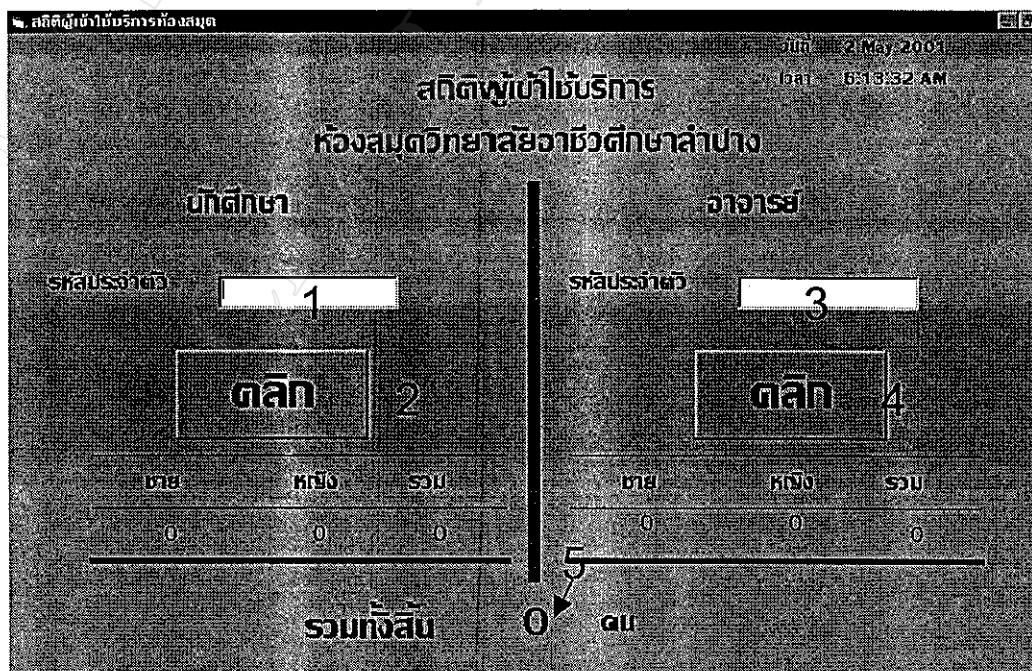 สถิติผู้เข้าใช้บริการห้องสมุด
วันที่ 2 May 2001
เวลา 6:13:32 AM
สถิติผู้เข้าใช้บริการ
ห้องสมุดวิทยาลัยอาชีวศึกษาลำปาง
นักศึกษา อาจารย์
รหัสประจำตัว 1 รหัสประจำตัว 3
คลิก 2 คลิก 4
ชาย หญิง รวม ชาย หญิง รวม
0 0 0 0 0 0
5
รวมทั้งสิ้น 0 คน